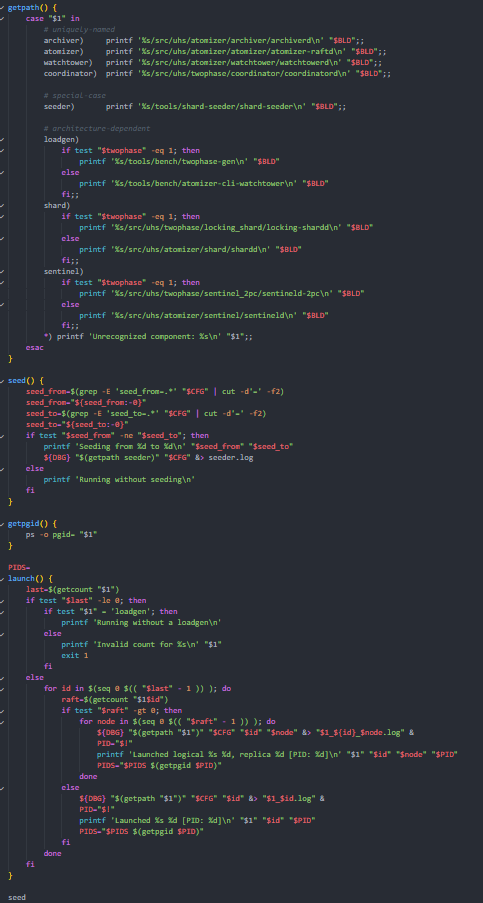 getpath() {
    case "$1" in
        # uniquely-named
        archiver)     printf '%s/src/uhs/atomizer/archiver/archiverd\n' "$BLD";;
        atomizer)     printf '%s/src/uhs/atomizer/atomizer/atomizer-raftd\n' "$BLD";;
        watchtower)   printf '%s/src/uhs/atomizer/watchtower/watchtowerd\n' "$BLD";;
        coordinator)  printf '%s/src/uhs/twophase/coordinator/coordinatord\n' "$BLD";;

        # special-case
        seeder)       printf '%s/tools/shard-seeder/shard-seeder\n' "$BLD";;

        # architecture-dependent
        loadgen)
            if test "$twophase" -eq 1; then
                printf '%s/tools/bench/twophase-gen\n' "$BLD"
            else
                printf '%s/tools/bench/atomizer-cli-watchtower\n' "$BLD"
            fi;;
        shard)
            if test "$twophase" -eq 1; then
                printf '%s/src/uhs/twophase/locking_shard/locking-shardd\n' "$BLD"
            else
                printf '%s/src/uhs/atomizer/shard/shardd\n' "$BLD"
            fi;;
        sentinel)
            if test "$twophase" -eq 1; then
                printf '%s/src/uhs/twophase/sentinel_2pc/sentineld-2pc\n' "$BLD"
            else
                printf '%s/src/uhs/atomizer/sentinel/sentineld\n' "$BLD"
            fi;;
        *) printf 'Unrecognized component: %s\n' "$1";;
    esac
}

seed() {
    seed_from=$(grep -E 'seed_from=.*' "$CFG" | cut -d'=' -f2)
    seed_from="${seed_from:-0}"
    seed_to=$(grep -E 'seed_to=.*' "$CFG" | cut -d'=' -f2)
    seed_to="${seed_to:-0}"
    if test "$seed_from" -ne "$seed_to"; then
        printf 'Seeding from %d to %d\n' "$seed_from" "$seed_to"
        ${DBG} "$(getpath seeder)" "$CFG" &> seeder.log
    else
        printf 'Running without seeding\n'
    fi
}

getpgid() {
    ps -o pgid= "$1"
}

PIDS=
launch() {
    last=$(getcount "$1")
    if test "$last" -le 0; then
        if test "$1" = 'loadgen'; then
            printf 'Running without a loadgen\n'
        else
            printf 'Invalid count for %s\n' "$1"
            exit 1
        fi
    else
        for id in $(seq 0 $(( "$last" - 1 )) ); do
            raft=$(getcount "$1$id")
            if test "$raft" -gt 0; then
                for node in $(seq 0 $(( "$raft" - 1 )) ); do
                    ${DBG} "$(getpath "$1")" "$CFG" "$id" "$node" &> "$1_${id}_$node.log" &
                    PID="$!"
                    printf 'Launched logical %s %d, replica %d [PID: %d]\n' "$1" "$id" "$node" "$PID"
                    PIDS="$PIDS $(getpgid $PID)"
                done
            else
                ${DBG} "$(getpath "$1")" "$CFG" "$id" &> "$1_$id.log" &
                PID="$!"
                printf 'Launched %s %d [PID: %d]\n' "$1" "$id" "$PID"
                PIDS="$PIDS $(getpgid $PID)"
            fi
        done
    fi
}

seed